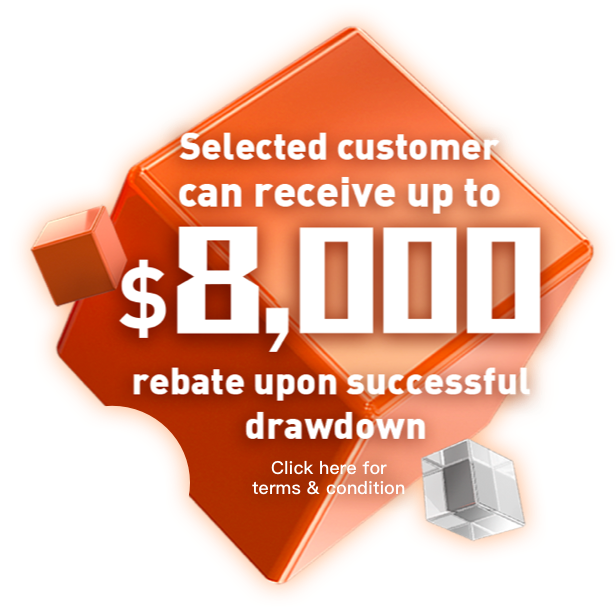 Selected customer
can receive up to
$8,000
rebate upon successful
drawdown
Click here for
terms & condition